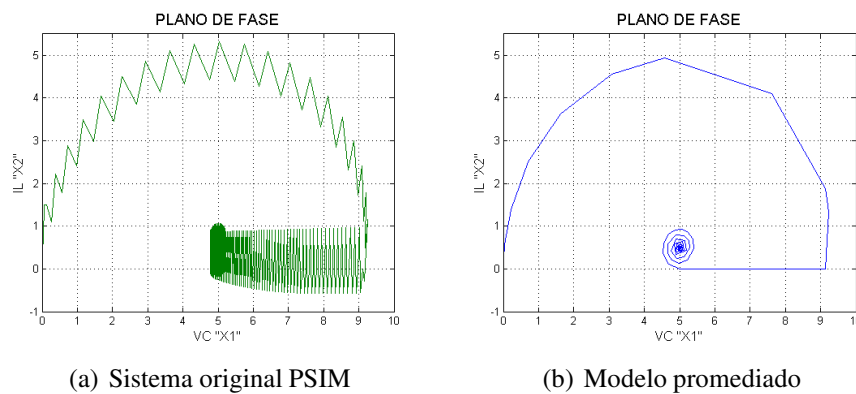 PLANO DE FASE
5
4
3
2
1
0
-1
IL "X2"
0 1 2 3 4 5 6 7 8 9 10
VC "X1"
(a) Sistema original PSIM
PLANO DE FASE
5
4
3
2
1
0
-1
IL "X2"
0 1 2 3 4 5 6 7 8 9 10
VC "X1"
(b) Modelo promediado